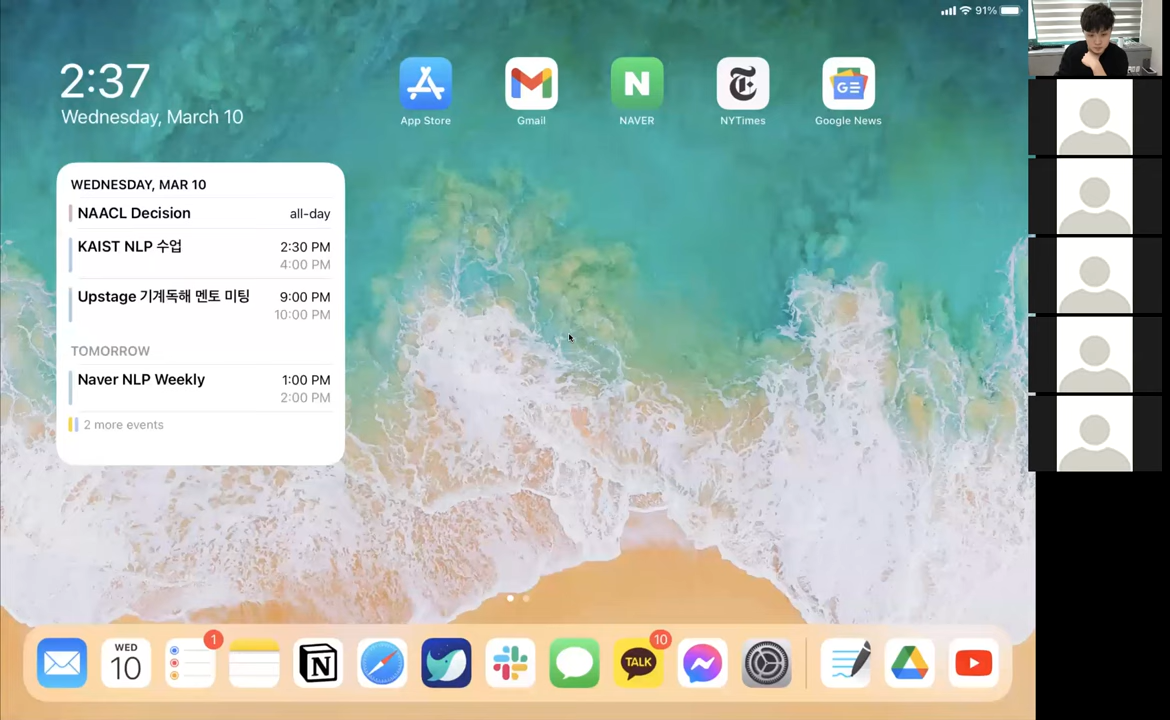 91%
2:37
Wednesday, March 10
App Store
Gmail
N
NAVER
T
NYTimes
GE
Google News
WEDNESDAY, MAR 10
NAACL Decision all-day
KAIST NLP 수업 2:30 PM
4:00 PM
Upstage 기계독해 멘토 미팅 9:00 PM
10:00 PM
TOMORROW
Naver NLP Weekly 1:00 PM
2:00 PM
2 more events
WED
10
1
N
TALK
10